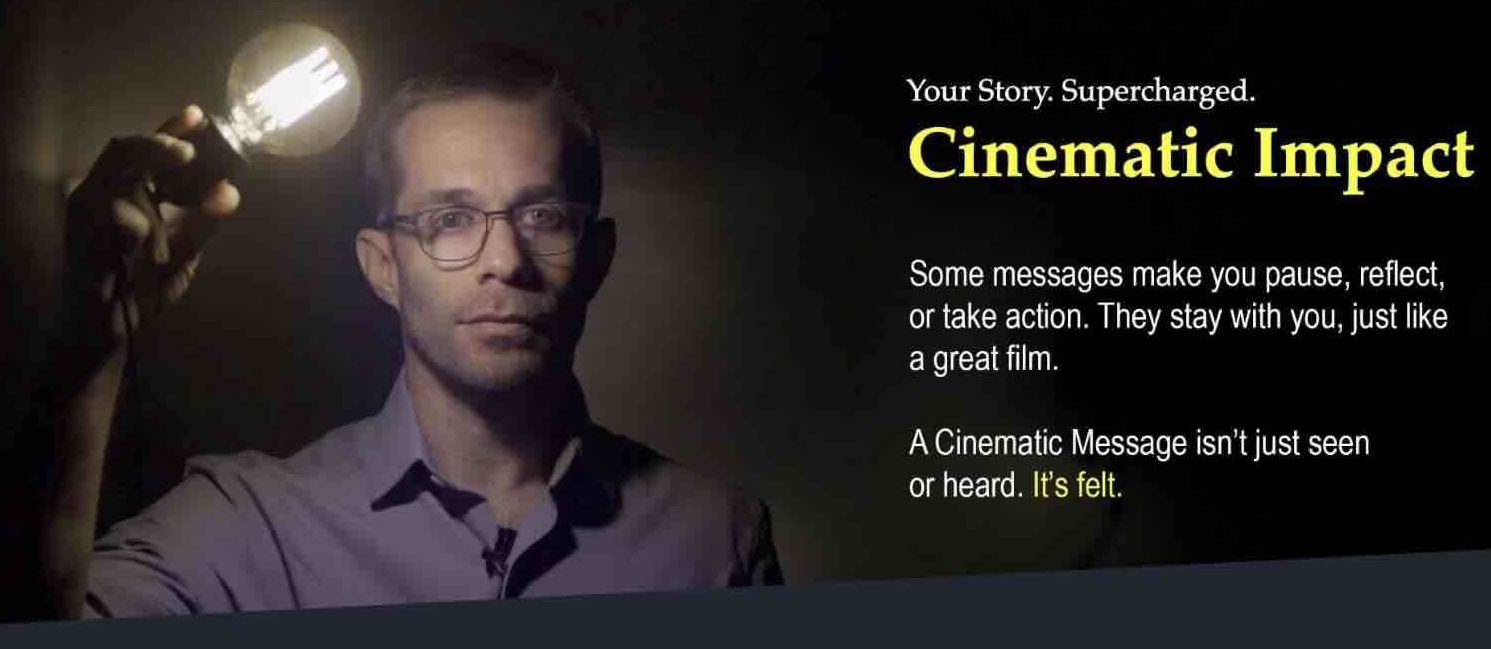 Your Story. Supercharged.
Cinematic Impact
Some messages make you pause, reflect,
or take action. They stay with you, just like
a great film.
A Cinematic Message isn't just seen
or heard. It's felt.